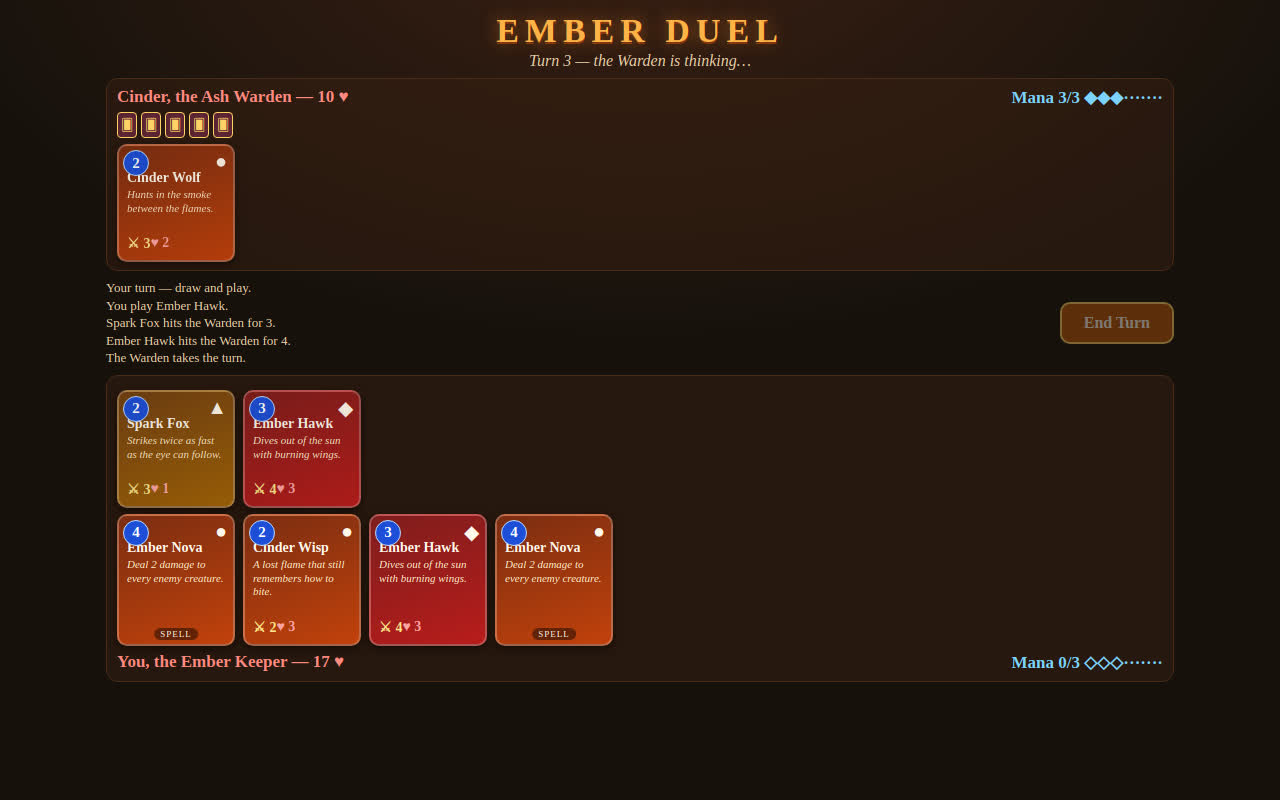 EMBER DUEL
Turn 3 — the Warden is thinking…
Cinder, the Ash Warden — 10 ♥
Mana 3/3 ◆◆◆·······
2 ●
Cinder Wolf
Hunts in the smoke
between the flames.
⚔ 3♥ 2
Your turn — draw and play.
You play Ember Hawk.
Spark Fox hits the Warden for 3.
Ember Hawk hits the Warden for 4.
The Warden takes the turn.
End Turn
2 ▲
Spark Fox
Strikes twice as fast
as the eye can follow.
⚔ 3♥ 1
3 ◆
Ember Hawk
Dives out of the sun
with burning wings.
⚔ 4♥ 3
4 ●
Ember Nova
Deal 2 damage to
every enemy creature.
SPELL
2 ●
Cinder Wisp
A lost flame that still
remembers how to
bite.
⚔ 2♥ 3
3 ◆
Ember Hawk
Dives out of the sun
with burning wings.
⚔ 4♥ 3
4 ●
Ember Nova
Deal 2 damage to
every enemy creature.
SPELL
You, the Ember Keeper — 17 ♥
Mana 0/3 ◇◇◇·······